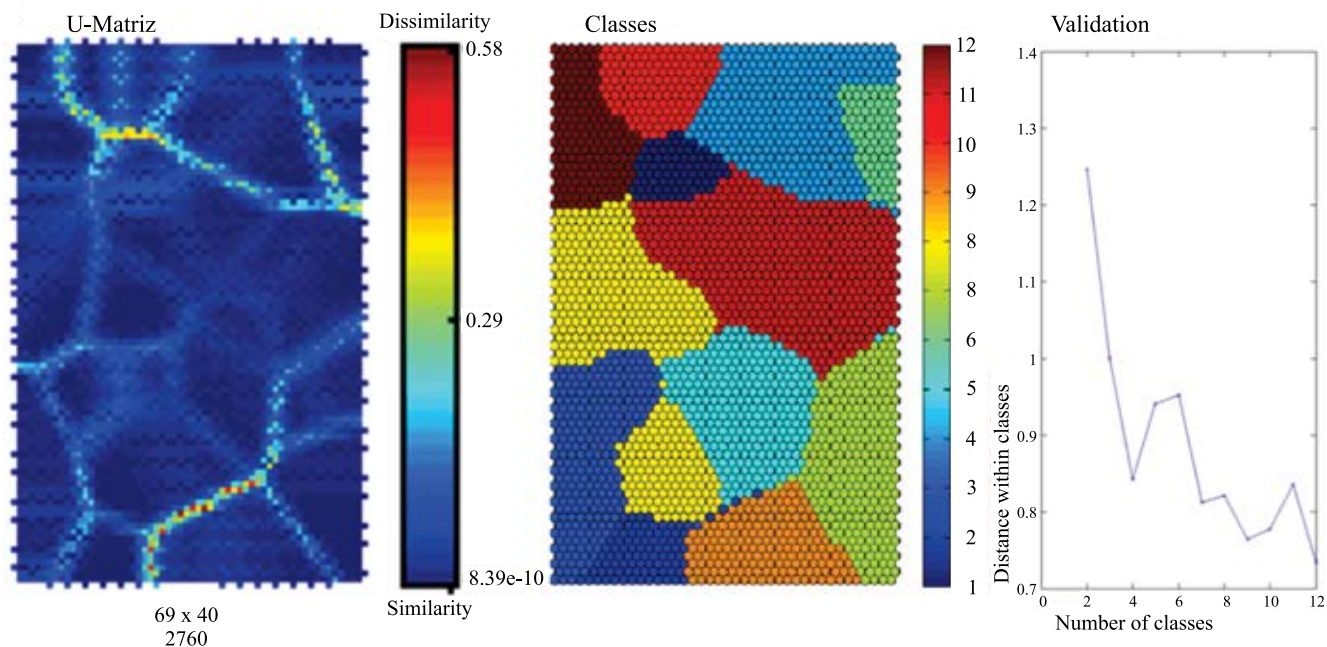 U-Matriz
Dissimilarity
0.58
0.29
8.39e-10
Similarity
69 x 40
2760
Classes
12
11
10
9
8
8
6
5
4
3
2
1
Validation
1.4
1.3
1.2
1.1
1
0.9
0.8
0.7
Distance within classes
0 2 4 6 8 10 12
Number of classes